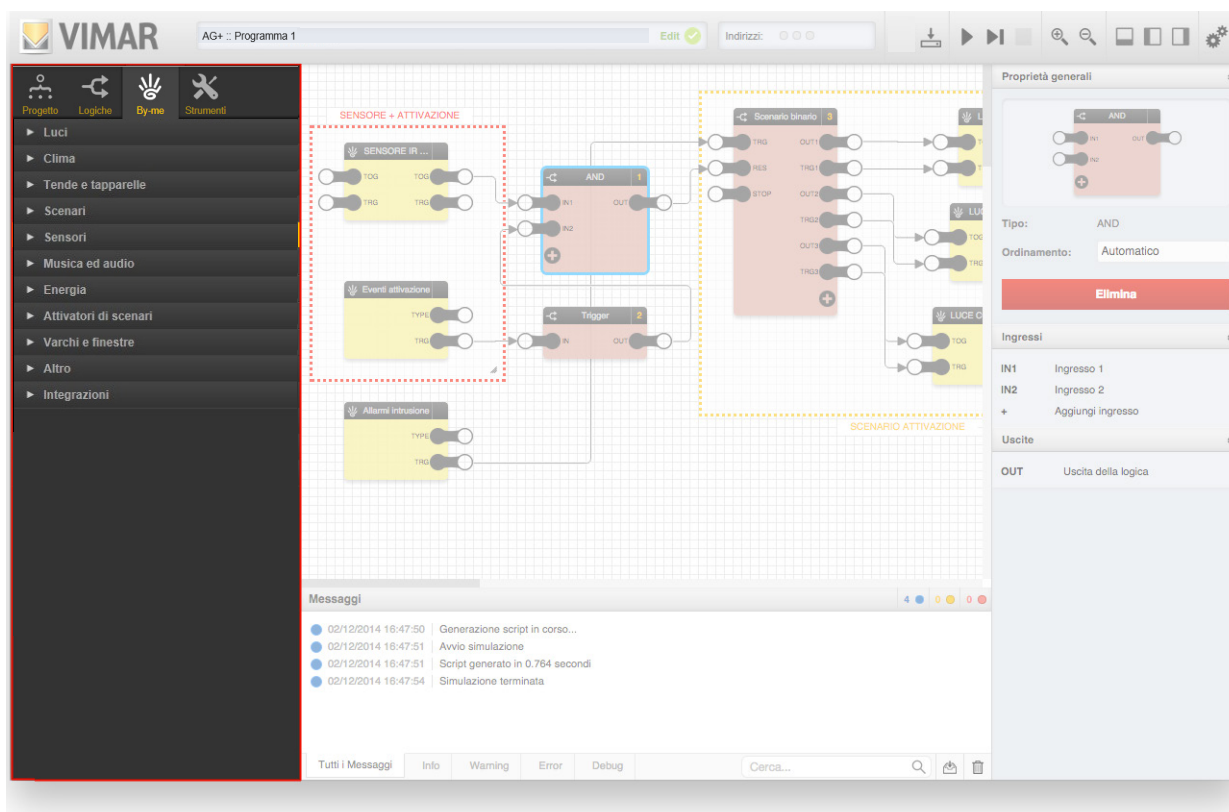 VIMAR
AG+ :: Programma 1
Edit
Indirizzi:
Progetto
Logiche
By-me
Strumenti
Luci
Clima
Tende e tapparelle
Scenari
Sensori
Musica ed audio
Energia
Attivatori di scenari
Varchi e finestre
Altro
Integrazioni
SENSORE + ATTIVAZIONE
SENSORE IR ...
TOG TOG
TRG TRG
Eventi attivazione
TYPE
TRG
Allarmi intrusione
TYPE
TRG
AND 1
IN1 OUT
IN2
Trigger 2
IN OUT
Scenario binario 3
TRG OUT1
RES TRG1
STOP OUT2
TRG2
OUT3
TRG3
L
T
T
LUC
TOG
TRG
LUCE C
TOG
TRG
SCENARIO ATTIVAZIONE
Proprietà generali
AND
IN1 OUT
IN2
Tipo: AND
Ordinamento: Automatico
Elimina
Ingressi
IN1 Ingresso 1
IN2 Ingresso 2
+ Aggiungi ingresso
Uscite
OUT Uscita della logica
Messaggi
4 0 0
02/12/2014 16:47:50 Generazione script in corso...
02/12/2014 16:47:51 Avvio simulazione
02/12/2014 16:47:51 Script generato in 0.764 secondi
02/12/2014 16:47:54 Simulazione terminata
Tutti i Messaggi Info Warning Error Debug Cerca...